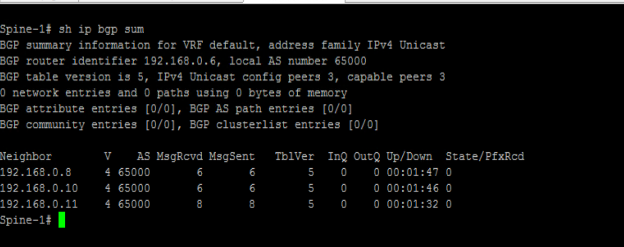 Spine-1# sh ip bgp sum
BGP summary information for VRF default, address family IPv4 Unicast
BGP router identifier 192.168.0.6, local AS number 65000
BGP table version is 5, IPv4 Unicast config peers 3, capable peers 3
0 network entries and 0 paths using 0 bytes of memory
BGP attribute entries [0/0], BGP AS path entries [0/0]
BGP community entries [0/0], BGP clusterlist entries [0/0]
Neighbor        V    AS MsgRcvd MsgSent   TblVer  InQ OutQ Up/Down  State/PfxRcd
192.168.0.8     4 65000       6       6        5    0    0 00:01:47 0
192.168.0.10    4 65000       6       6        5    0    0 00:01:46 0
192.168.0.11    4 65000       8       8        5    0    0 00:01:32 0
Spine-1#